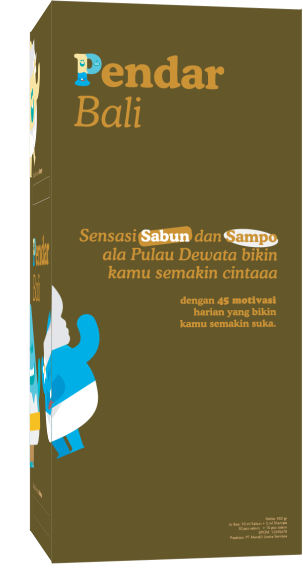 Pendar
Bali
Sensasi Sabun dan Sampo
ala Pulau Dewata bikin
kamu semakin cintaaa
dengan 45 motivasi
harian yang bikin
kamu semakin suka.
Pendar
Bali